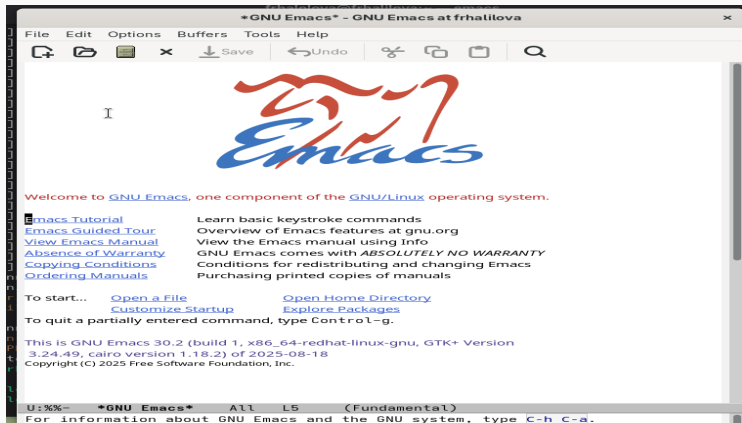 *GNU Emacs* - GNU Emacs at frhalilova
File Edit Options Buffers Tools Help
Save Undo
Emacs
Welcome to GNU Emacs, one component of the GNU/Linux operating system.
Emacs Tutorial Learn basic keystroke commands
Emacs Guided Tour Overview of Emacs features at gnu.org
View Emacs Manual View the Emacs manual using Info
Absence of Warranty GNU Emacs comes with ABSOLUTELY NO WARRANTY
Copying Conditions Conditions for redistributing and changing Emacs
Ordering Manuals Purchasing printed copies of manuals
To start... Open a File Open Home Directory
Customize Startup Explore Packages
To quit a partially entered command, type Control-g.
This is GNU Emacs 30.2 (build 1, x86_64-redhat-linux-gnu, GTK+ Version
3.24.49, cairo version 1.18.2) of 2025-08-18
Copyright (C) 2025 Free Software Foundation, Inc.
U:%%- *GNU Emacs* All L5 (Fundamental)
For information about GNU Emacs and the GNU system, type C-h C-a.